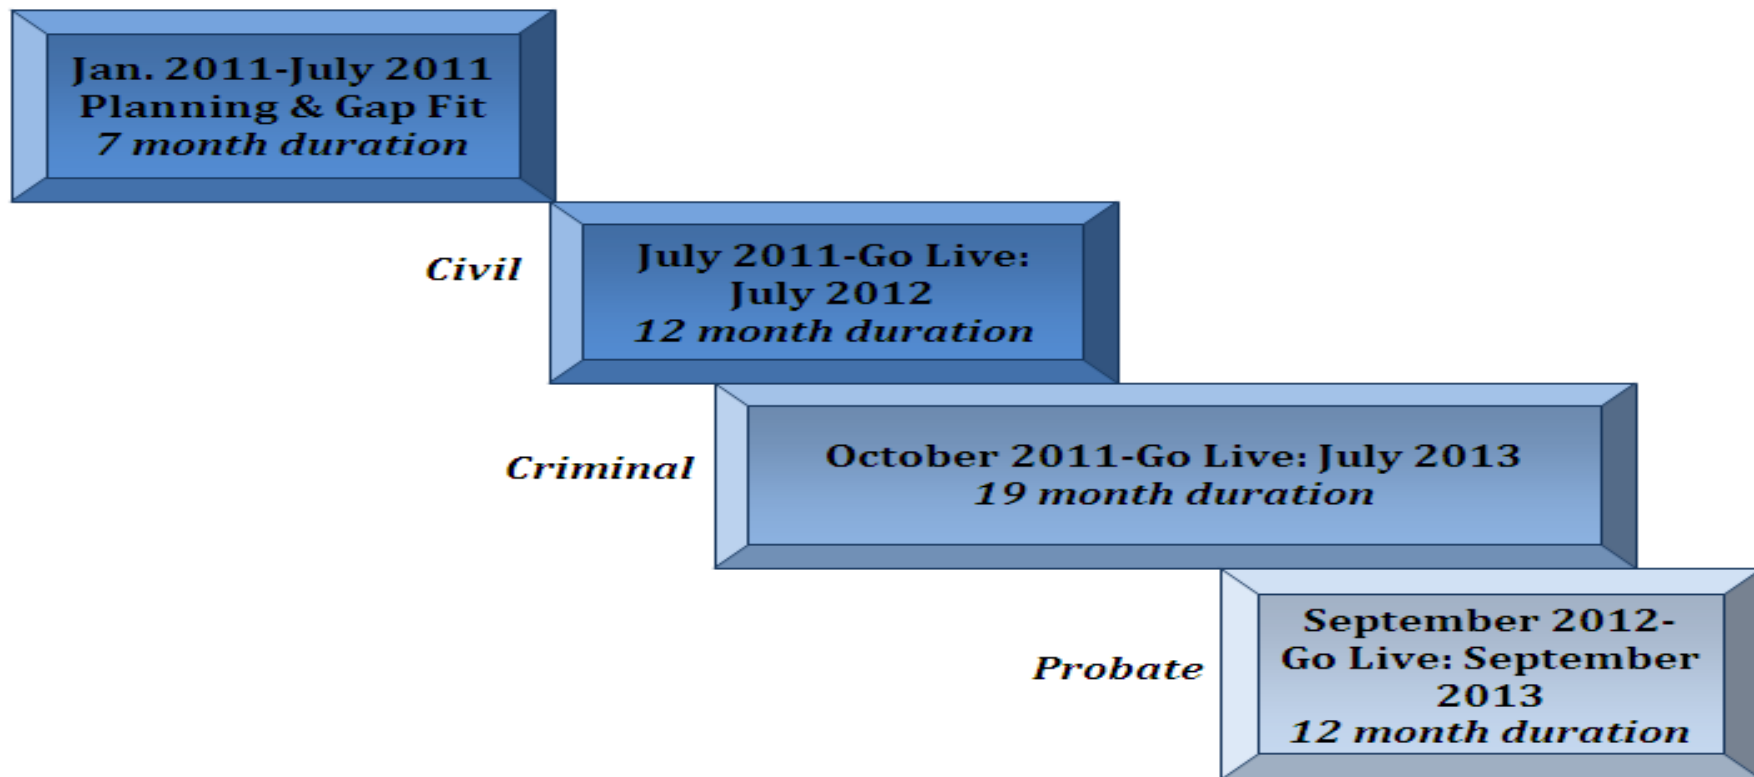 Jan. 2011-July 2011
Planning & Gap Fit
7 month duration
Civil
July 2011-Go Live:
July 2012
12 month duration
Criminal
October 2011-Go Live: July 2013
19 month duration
Probate
September 2012-
Go Live: September
2013
12 month duration